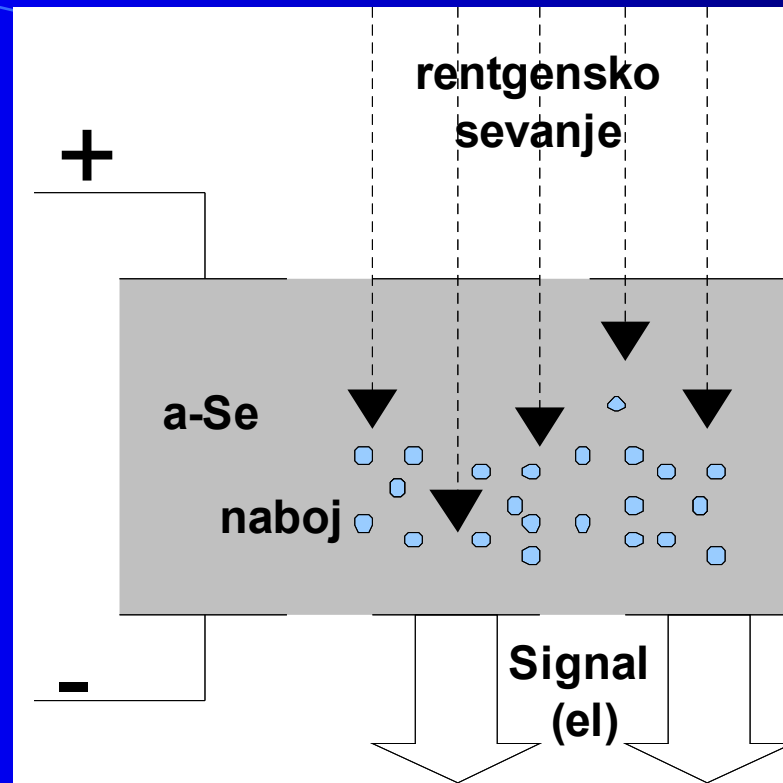 rentgensko
sevanje
+
a-Se
naboj
-
Signal
(el)